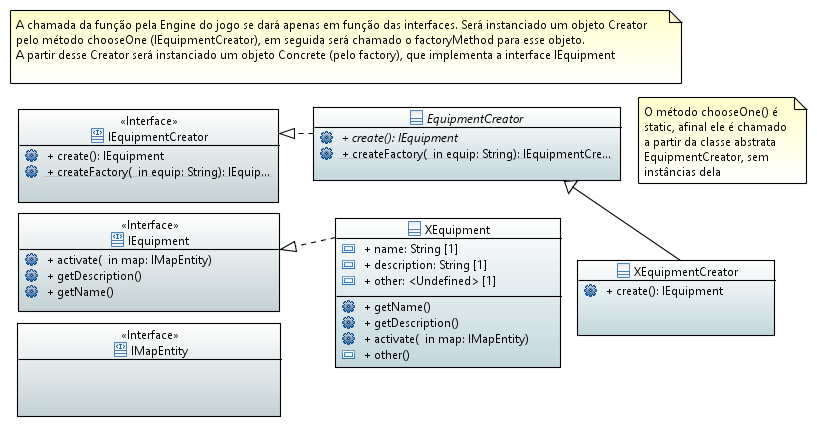 A chamada da função pela Engine do jogo se dará apenas em função das interfaces. Será instanciado um objeto Creator
pelo método chooseOne (IEquipmentCreator), em seguida será chamado o factoryMethod para esse objeto.
A partir desse Creator será instanciado um objeto Concrete (pelo factory), que implementa a interface IEquipment
«Interface»
IEquipmentCreator
+ create(): IEquipment
+ createFactory(  in equip: String): IEquip...
EquipmentCreator
+ create(): IEquipment
+ createFactory(  in equip: String): IEquipmentCre...
O método chooseOne() é
static, afinal ele é chamado
a partir da classe abstrata
EquipmentCreator, sem
instâncias dela
«Interface»
IEquipment
+ activate(  in map: IMapEntity)
+ getDescription()
+ getName()
XEquipment
+ name: String [1]
+ description: String [1]
+ other: <Undefined> [1]
+ getName()
+ getDescription()
+ activate(  in map: IMapEntity)
+ other()
XEquipmentCreator
+ create(): IEquipment
«Interface»
IMapEntity